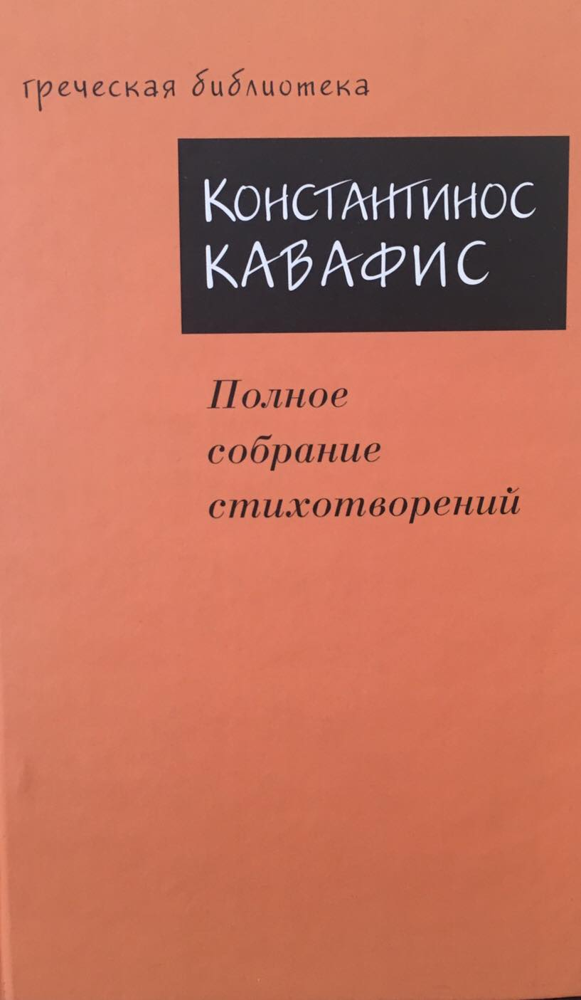 греческая библиотека
Константинос
КАВАФИС
Полное
собрание
стихотворений